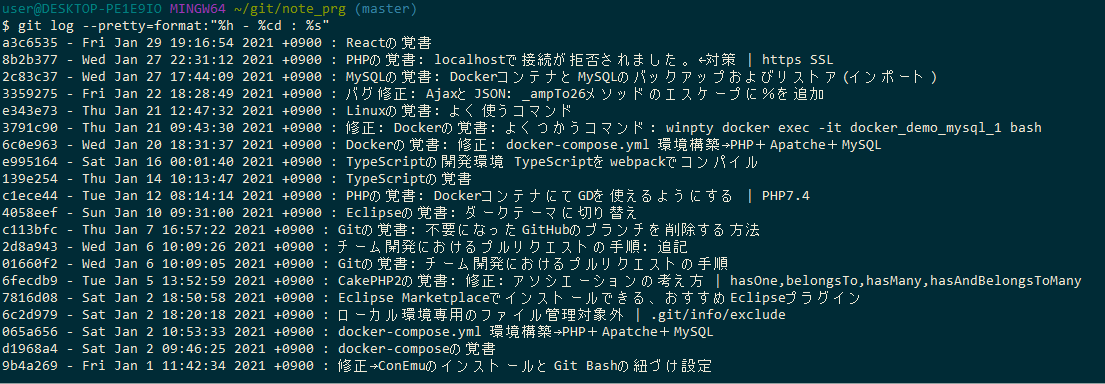 user@DESKTOP-PE1E9IO MINGW64 ~/git/note_prg (master)
$ git log --pretty=format:"%h - %cd : %s"
a3c6535 - Fri Jan 29 19:16:54 2021 +0900 : Reactの覚書
8b2b377 - Wed Jan 27 22:31:12 2021 +0900 : PHPの覚書: localhostで接続が拒否されました。←対策 | https SSL
2c83c37 - Wed Jan 27 17:44:09 2021 +0900 : MySQLの覚書: DockerコンテナとMySQLのバックアップおよびリストア(インポート)
3359275 - Fri Jan 22 18:28:49 2021 +0900 : バグ修正: AjaxとJSON: _ampTo26メソッドのエスケープに%を追加
e343e73 - Thu Jan 21 12:47:32 2021 +0900 : Linuxの覚書: よく使うコマンド
3791c90 - Thu Jan 21 09:43:30 2021 +0900 : 修正: Dockerの覚書: よくつかうコマンド: winpty docker exec -it docker_demo_mysql_1 bash
6c0e963 - Wed Jan 20 18:31:37 2021 +0900 : Dockerの覚書: 修正: docker-compose.yml 環境構築→PHP+Apatche+MySQL
e995164 - Sat Jan 16 00:01:40 2021 +0900 : TypeScriptの開発環境 TypeScriptをwebpackでコンパイル
139e254 - Thu Jan 14 10:13:47 2021 +0900 : TypeScriptの覚書
c1ece44 - Tue Jan 12 08:14:14 2021 +0900 : PHPの覚書: DockerコンテナにてGDを使えるようにする | PHP7.4
4058eef - Sun Jan 10 09:31:00 2021 +0900 : Eclipseの覚書: ダークテーマに切り替え
c113bfc - Thu Jan 7 16:57:22 2021 +0900 : Gitの覚書: 不要になったGitHubのブランチを削除する方法
2d8a943 - Wed Jan 6 10:09:26 2021 +0900 : チーム開発におけるプルリクエストの手順: 追記
01660f2 - Wed Jan 6 10:09:05 2021 +0900 : Gitの覚書: チーム開発におけるプルリクエストの手順
6fecdb9 - Tue Jan 5 13:52:59 2021 +0900 : CakePHP2の覚書: 修正: アソシエーションの考え方 | hasOne,belongsTo,hasMany,hasAndBelongsToMany
7816d08 - Sat Jan 2 18:50:58 2021 +0900 : Eclipse Marketplaceでインストールできる、おすすめEclipseプラグイン
6c2d979 - Sat Jan 2 18:20:18 2021 +0900 : ローカル環境専用のファイル管理対象外 | .git/info/exclude
065a656 - Sat Jan 2 10:53:33 2021 +0900 : docker-compose.yml 環境構築→PHP+Apatche+MySQL
d1968a4 - Sat Jan 2 09:46:25 2021 +0900 : docker-composeの覚書
9b4a269 - Fri Jan 1 11:42:34 2021 +0900 : 修正→ConEmuのインストールとGit Bashの紐づけ設定